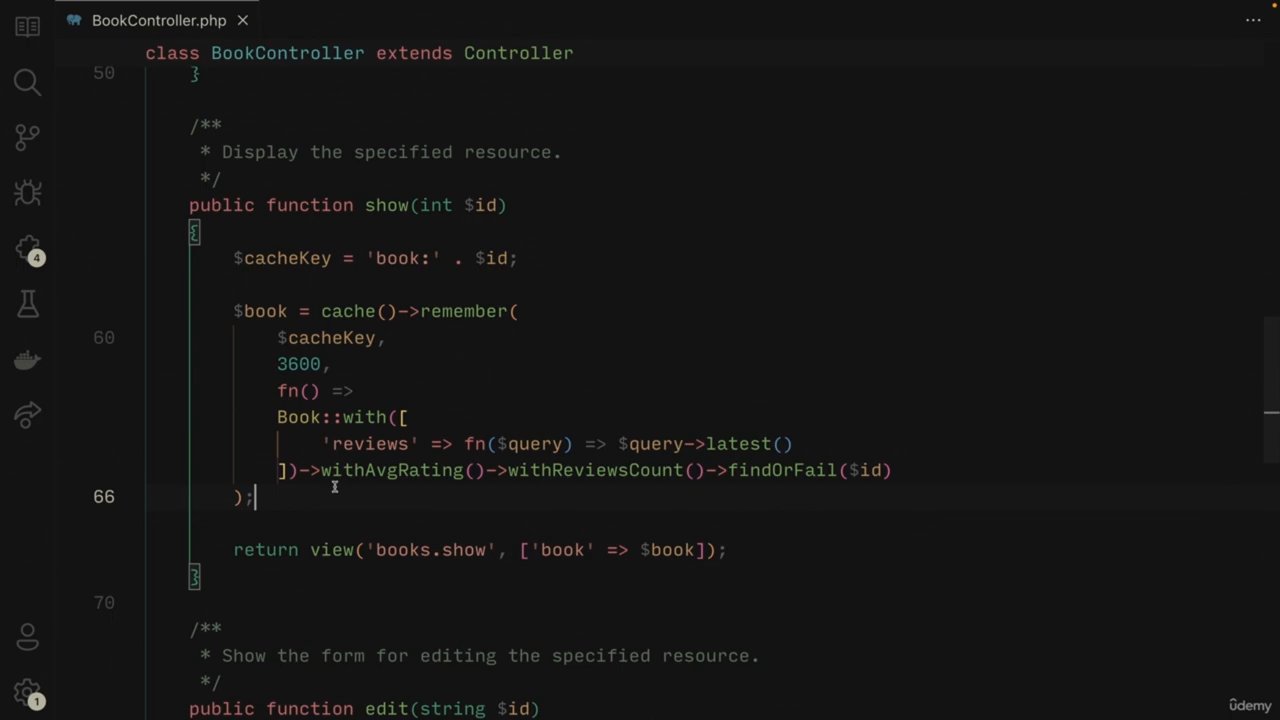 BookController.php
class BookController extends Controller
50 }
/**
* Display the specified resource.
*/
public function show(int $id)
{
$cacheKey = 'book:' . $id;
$book = cache()->remember(
60 $cacheKey,
3600,
fn() =>
Book::with([
'reviews' => fn($query) => $query->latest()
])->withAvgRating()->withReviewsCount()->findOrFail($id)
66 );
return view('books.show', ['book' => $book]);
}
70
/**
* Show the form for editing the specified resource.
*/
public function edit(string $id)
4
1
ûdemy